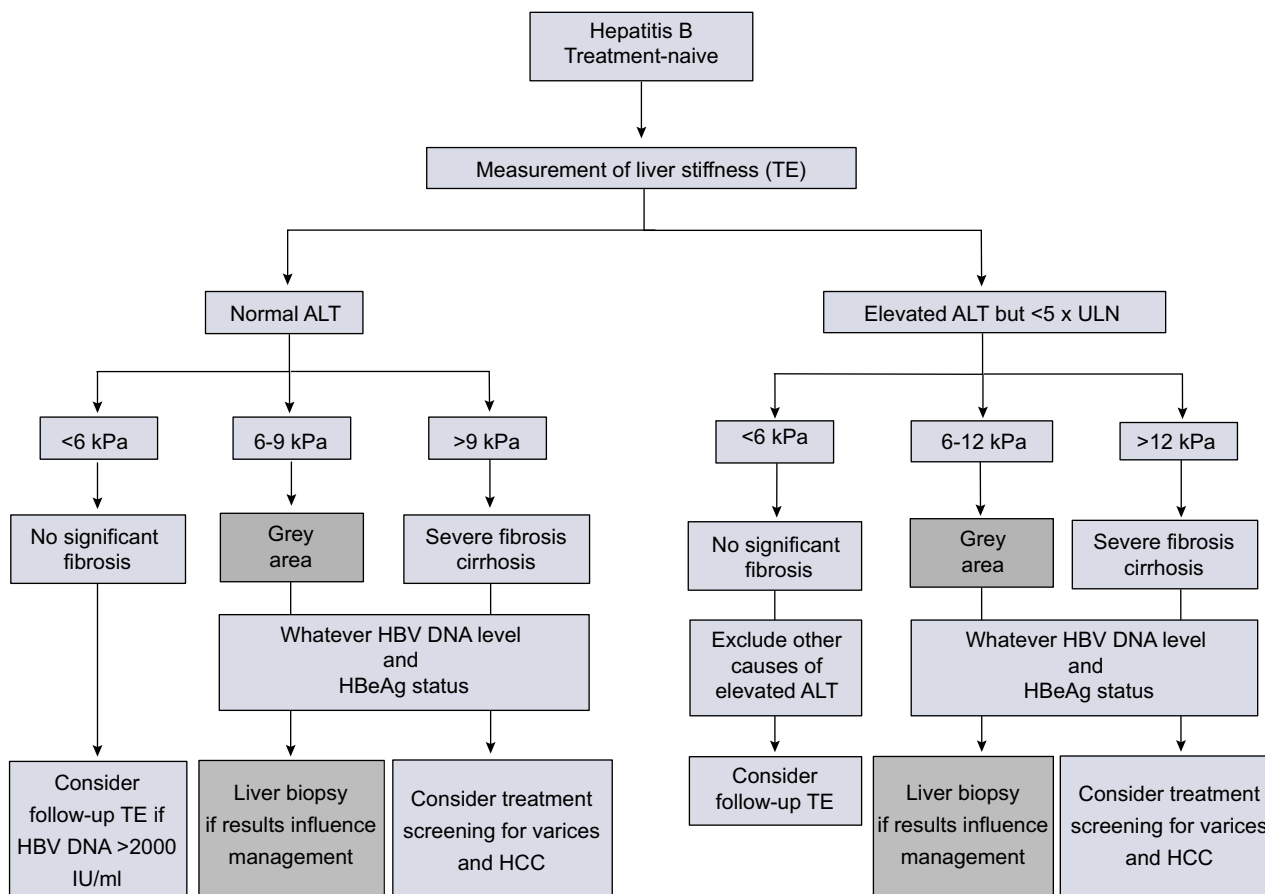 Hepatitis B
Treatment-naive
Measurement of liver stiffness (TE)
Normal ALT
Elevated ALT but <5 x ULN
<6 kPa
6-9 kPa
>9 kPa
<6 kPa
6-12 kPa
>12 kPa
No significant
fibrosis
Grey
area
Severe fibrosis
cirrhosis
No significant
fibrosis
Grey
area
Severe fibrosis
cirrhosis
Whatever HBV DNA level
and
HBeAg status
Exclude other
causes of
elevated ALT
Whatever HBV DNA level
and
HBeAg status
Consider
follow-up TE if
HBV DNA >2000
IU/ml
Liver biopsy
if results influence
management
Consider treatment
screening for varices
and HCC
Consider
follow-up TE
Liver biopsy
if results influence
management
Consider treatment
screening for varices
and HCC